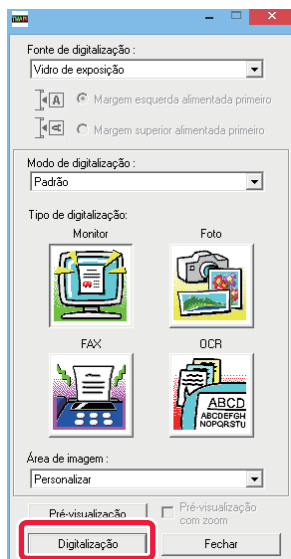 Fonte de digitalização :
Vidro de exposição
A
Margem esquerda alimentada primeiro
A
Margem superior alimentada primeiro
Modo de digitalização :
Padrão
Tipo de digitalização:
Monitor Foto
FAX OCR
ABCD
ABCDEFGH
NOPQRSTU
Área de imagem :
Personalizar
Pré-visualização
Pré-visualização
com zoom
Digitalização Fechar